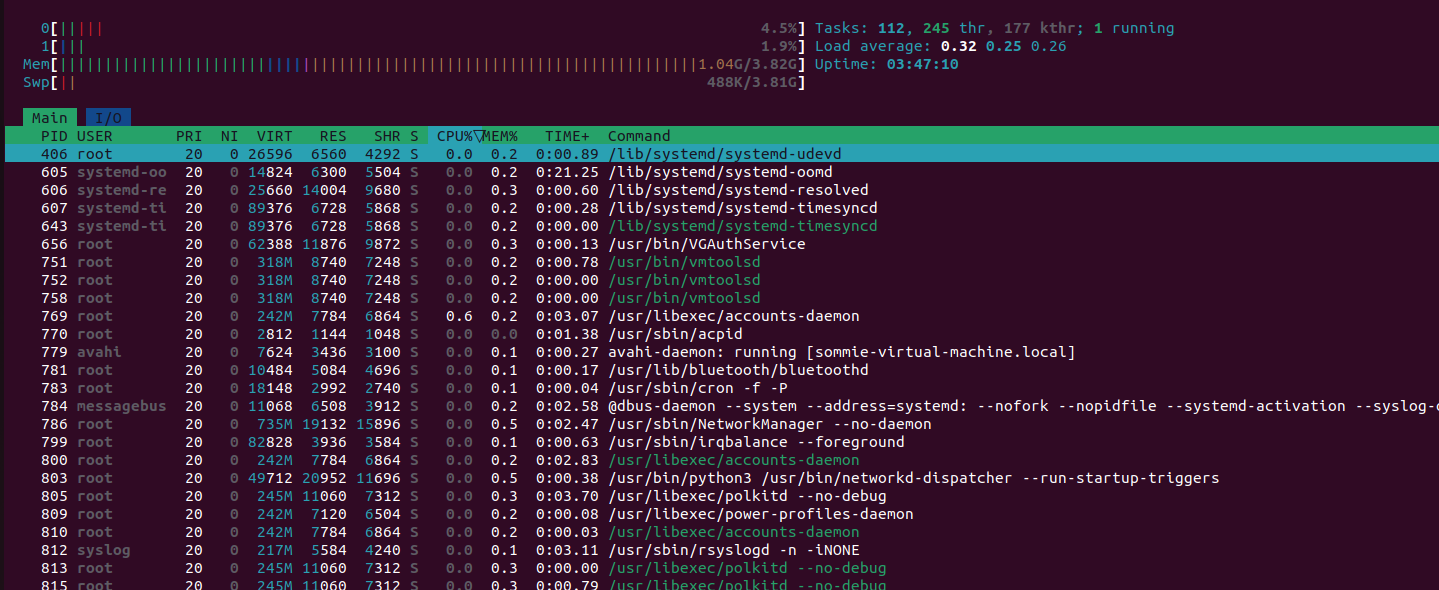 0[||||| 4.5%] Tasks: 112, 245 thr, 177 kthr; 1 running
1[||| 1.9%] Load average: 0.32 0.25 0.26
Mem[|||||||||||||||||||||||||||||||||||||||||||||||||||||||||||||||||||||||1.04G/3.82G] Uptime: 03:47:10
Swp[|| 488K/3.81G]
Main I/O
PID USER PRI NI VIRT RES SHR S CPU%▽MEM% TIME+ Command
406 root 20 0 26596 6560 4292 S 0.0 0.2 0:00.89 /lib/systemd/systemd-udevd
605 systemd-oo 20 0 14824 6300 5504 S 0.0 0.2 0:21.25 /lib/systemd/systemd-oomd
606 systemd-re 20 0 25660 14004 9680 S 0.0 0.3 0:00.60 /lib/systemd/systemd-resolved
607 systemd-ti 20 0 89376 6728 5868 S 0.0 0.2 0:00.28 /lib/systemd/systemd-timesyncd
643 systemd-ti 20 0 89376 6728 5868 S 0.0 0.2 0:00.00 /lib/systemd/systemd-timesyncd
656 root 20 0 62388 11876 9872 S 0.0 0.3 0:00.13 /usr/bin/VGAuthService
751 root 20 0 318M 8740 7248 S 0.0 0.2 0:00.78 /usr/bin/vmtoolsd
752 root 20 0 318M 8740 7248 S 0.0 0.2 0:00.00 /usr/bin/vmtoolsd
758 root 20 0 318M 8740 7248 S 0.0 0.2 0:00.00 /usr/bin/vmtoolsd
769 root 20 0 242M 7784 6864 S 0.6 0.2 0:03.07 /usr/libexec/accounts-daemon
770 root 20 0 2812 1144 1048 S 0.0 0.0 0:01.38 /usr/sbin/acpid
779 avahi 20 0 7624 3436 3100 S 0.0 0.1 0:00.27 avahi-daemon: running [sommie-virtual-machine.local]
781 root 20 0 10484 5084 4696 S 0.0 0.1 0:00.17 /usr/lib/bluetooth/bluetoothd
783 root 20 0 18148 2992 2740 S 0.0 0.1 0:00.04 /usr/sbin/cron -f -P
784 messagebus 20 0 11068 6508 3912 S 0.0 0.2 0:02.58 @dbus-daemon --system --address=systemd: --nofork --nopidfile --systemd-activation --syslog-o
786 root 20 0 735M 19132 15896 S 0.0 0.5 0:02.47 /usr/sbin/NetworkManager --no-daemon
799 root 20 0 82828 3936 3584 S 0.0 0.1 0:00.63 /usr/sbin/irqbalance --foreground
800 root 20 0 242M 7784 6864 S 0.0 0.2 0:02.83 /usr/libexec/accounts-daemon
803 root 20 0 49712 20952 11696 S 0.0 0.5 0:00.38 /usr/bin/python3 /usr/bin/networkd-dispatcher --run-startup-triggers
805 root 20 0 245M 11060 7312 S 0.0 0.3 0:03.70 /usr/libexec/polkitd --no-debug
809 root 20 0 242M 7120 6504 S 0.0 0.2 0:00.08 /usr/libexec/power-profiles-daemon
810 root 20 0 242M 7784 6864 S 0.0 0.2 0:00.03 /usr/libexec/accounts-daemon
812 syslog 20 0 217M 5584 4240 S 0.0 0.1 0:03.11 /usr/sbin/rsyslogd -n -iNONE
813 root 20 0 245M 11060 7312 S 0.0 0.3 0:00.00 /usr/libexec/polkitd --no-debug
815 root 20 0 245M 11060 7312 S 0.0 0.3 0:00.79 /usr/libexec/polkitd --no-debug